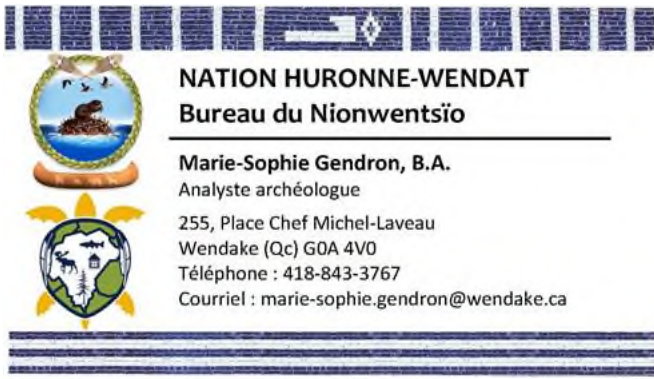 NATION HURONNE-WENDAT
Bureau du Nionwentsïo
Marie-Sophie Gendron, B.A.
Analyste archéologue
255, Place Chef Michel-Laveau
Wendake (Qc) G0A 4V0
Téléphone : 418-843-3767
Courriel : marie-sophie.gendron@wendake.ca